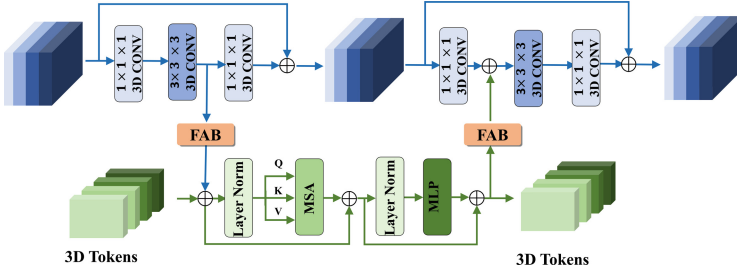 1 × 1 × 1
3D CONV
3× 3 × 3
3D CONV
1 × 1 × 1
3D CONV
1 × 1 × 1
3D CONV
3× 3 × 3
3D CONV
1 × 1 × 1
3D CONV
FAB
FAB
Layer Norm
Q
K
V
MSA
Layer Norm
MLP
3D Tokens
3D Tokens